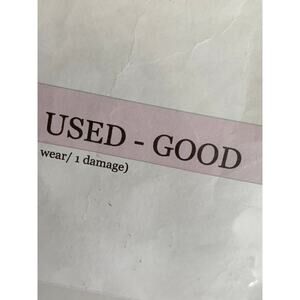 USED - GOOD
wear/ 1 damage)